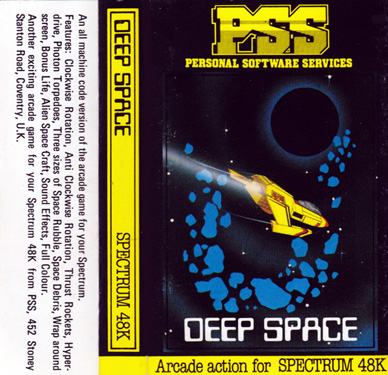 An all machine code version of the arcade game for your Spectrum.
Features: Clockwise Rotation, Anti Clockwise Rotation, Thrust Rockets, Hyper-
drive, Photon Torpedoes, Three sizes of Space Rubble, Space Debris, Wrap around
screen, Bonus Life, Alien Space Craft, Sound Effects, Full Colour.
Another exciting arcade game for your Spectrum 48K from PSS, 452 Stoney
Stanton Road, Coventry, U.K.
DEEP SPACE
SPECTRUM 48K
PSS
PERSONAL SOFTWARE SERVICES
DEEP SPACE
Arcade action for SPECTRUM 48K